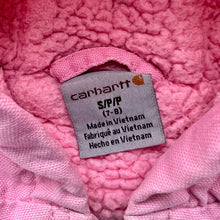 carhartt
S/P/P
(7-8)
Made in Vietnam
Fabriqué au Vietnam
Hecho en Vietnam